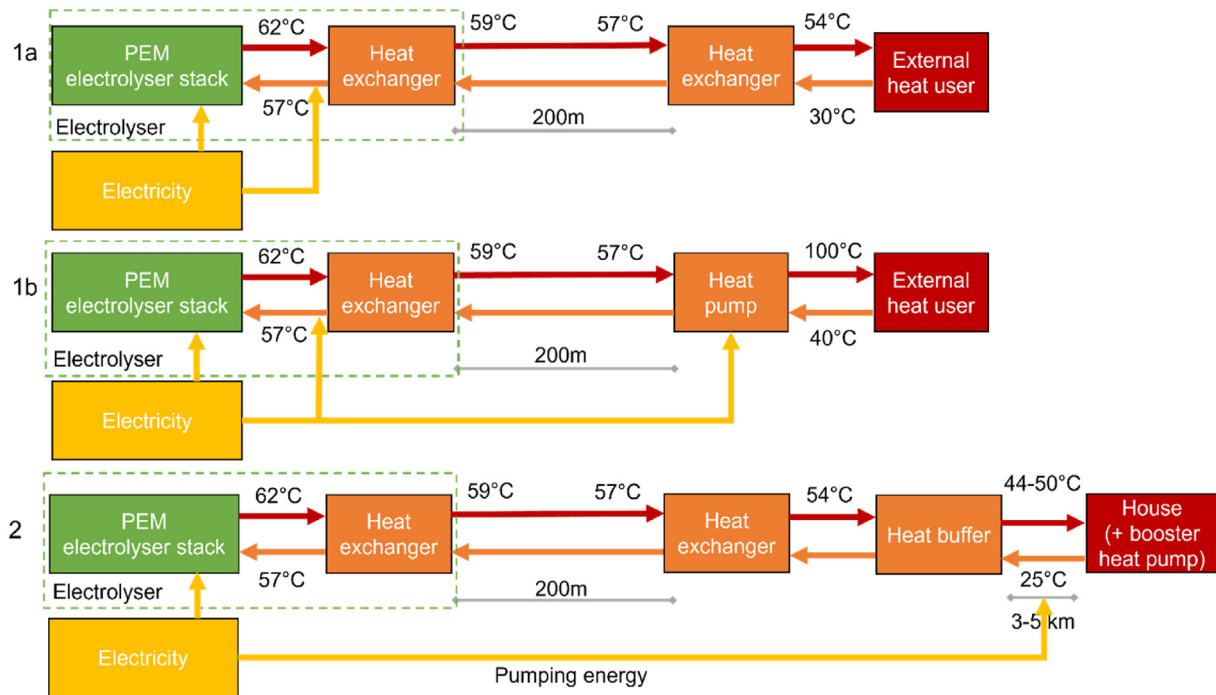 1a
PEM
electrolyser stack
62°C
Heat
exchanger
59°C
57°C
Heat
exchanger
54°C
External
heat user
57°C
30°C
Electrolyser
200m
Electricity
1b
PEM
electrolyser stack
62°C
Heat
exchanger
59°C
57°C
Heat
pump
100°C
External
heat user
57°C
40°C
Electrolyser
200m
Electricity
2
PEM
electrolyser stack
62°C
Heat
exchanger
59°C
57°C
Heat
exchanger
54°C
Heat buffer
44-50°C
House
(+ booster
heat pump)
57°C
25°C
Electrolyser
200m
3-5 km
Electricity
Pumping energy